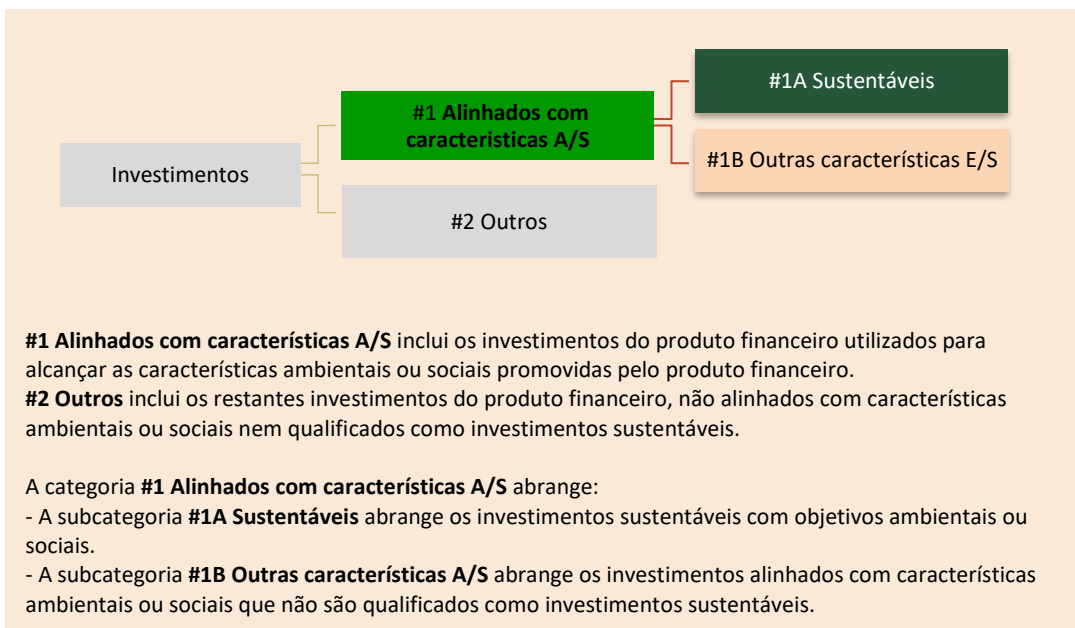 #1A Sustentáveis
#1 Alinhados com
caracteristicas A/S
#1B Outras características E/S
Investimentos
#2 Outros
#1 Alinhados com características A/S inclui os investimentos do produto financeiro utilizados para
alcançar as características ambientais ou sociais promovidas pelo produto financeiro.
#2 Outros inclui os restantes investimentos do produto financeiro, não alinhados com características
ambientais ou sociais nem qualificados como investimentos sustentáveis.
A categoria #1 Alinhados com características A/S abrange:
- A subcategoria #1A Sustentáveis abrange os investimentos sustentáveis com objetivos ambientais ou
sociais.
- A subcategoria #1B Outras características A/S abrange os investimentos alinhados com características
ambientais ou sociais que não são qualificados como investimentos sustentáveis.